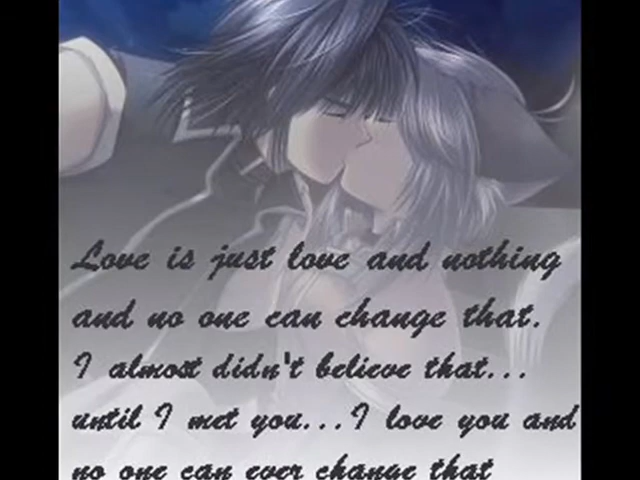 Love is just love and nothing
and no one can change that.
I almost didn't believe that...
until I met you...I love you and
no one can ever change that